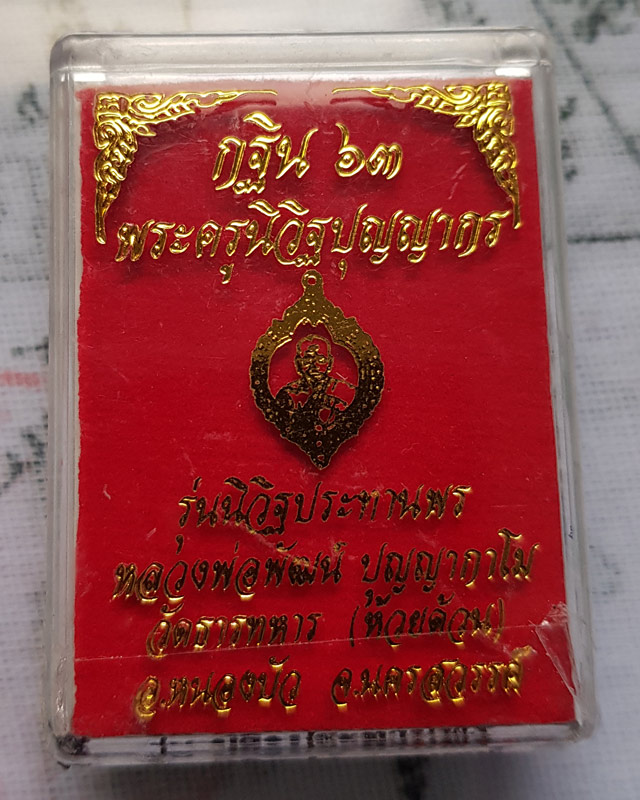 กฐิน ๖๓
พระครูนิวิฐปุญญากร
รุ่นนิวิฐประทานพร
หลวงพ่อพัฒน์ ปุญญากาโม
วัดธารทหาร (ห้วยด้วน)
อ.หนองบัว จ.นครสวรรค์